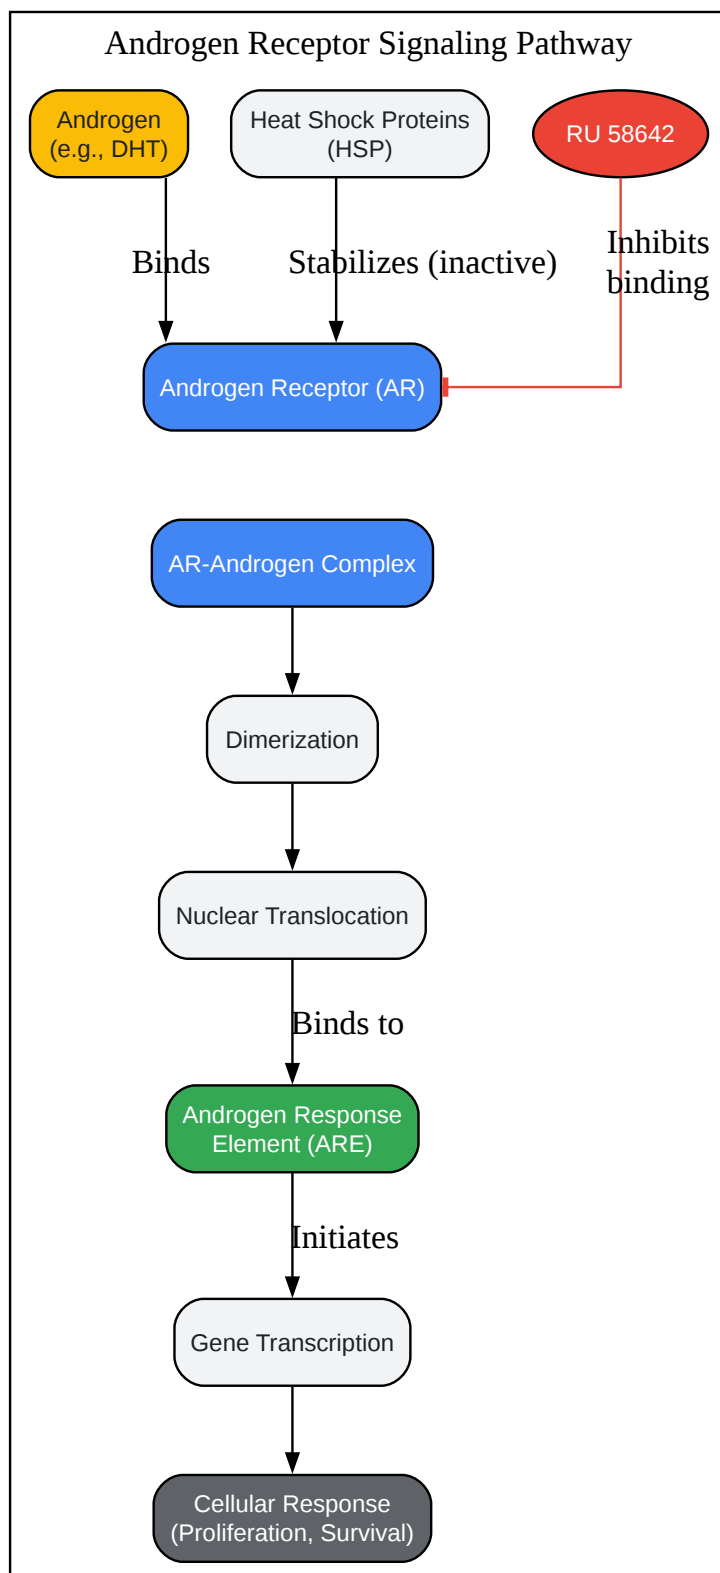 Androgen Receptor Signaling Pathway
Androgen
(e.g., DHT)
Heat Shock Proteins
(HSP)
RU 58642
Binds
Stabilizes (inactive)
Inhibits
binding
Androgen Receptor (AR)
AR-Androgen Complex
Dimerization
Nuclear Translocation
Binds to
Androgen Response
Element (ARE)
Initiates
Gene Transcription
Cellular Response
(Proliferation, Survival)